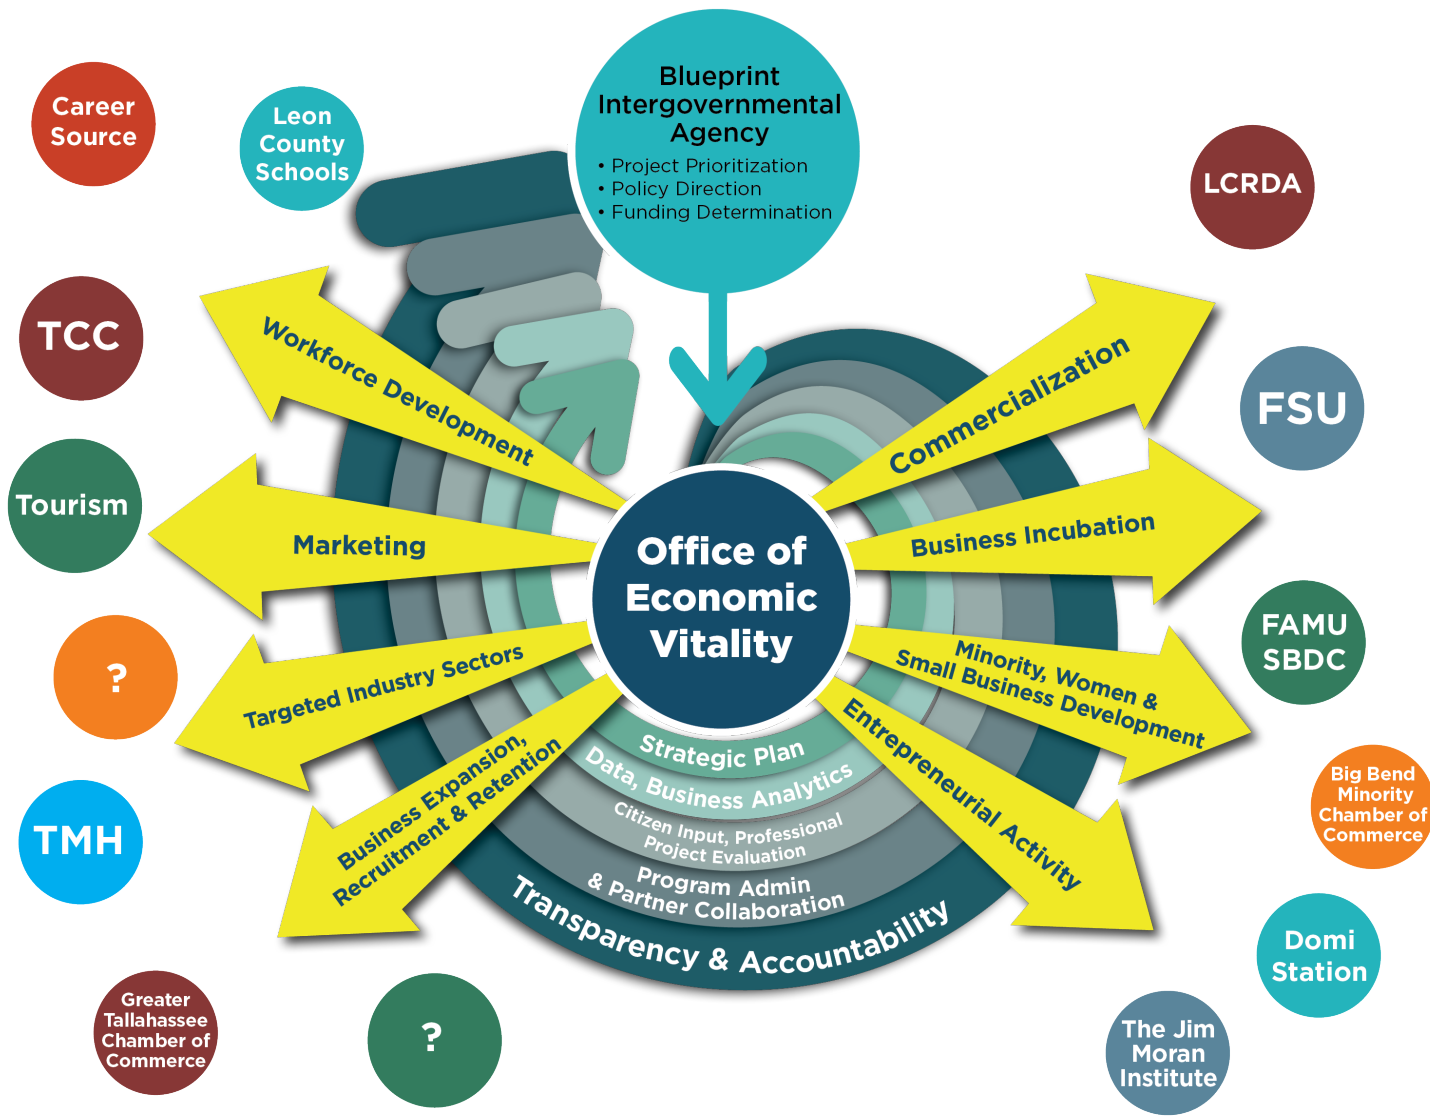 Blueprint
Intergovernmental
Agency
• Project Prioritization
• Policy Direction
• Funding Determination
Career
Source
Leon
County
Schools
LCRDA
TCC
Workforce Development
Commercialization
FSU
Tourism
Marketing
Business Incubation
Office of
Economic
Vitality
FAMU
SBDC
?
Targeted Industry Sectors
Minority, Women &
Small Business Development
TMH
Business Expansion,
Recruitment & Retention
Entrepreneurial Activity
Big Bend
Minority
Chamber of
Commerce
Strategic Plan
Data, Business Analytics
Citizen Input, Professional
Project Evaluation
Program Admin
& Partner Collaboration
Transparency & Accountability
Domi
Station
Greater
Tallahassee
Chamber of
Commerce
?
The Jim
Moran
Institute